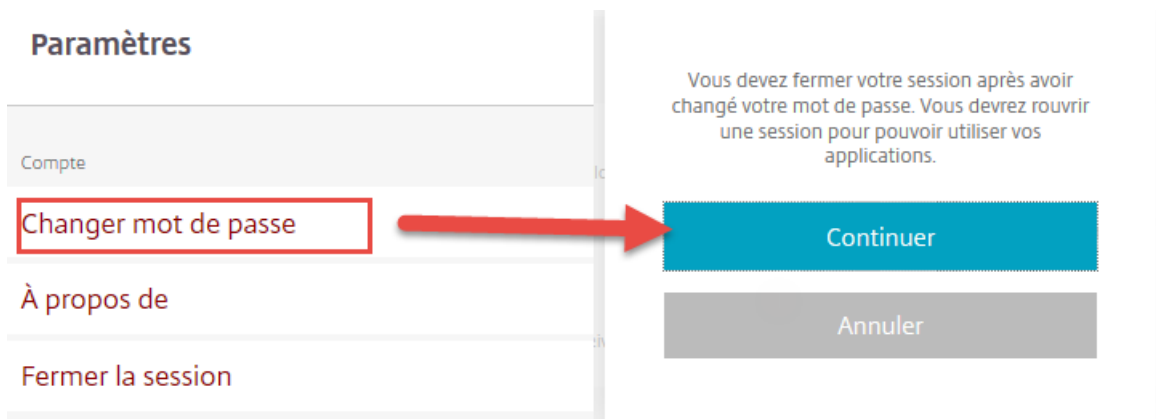 Paramètres
Compte
Changer mot de passe
À propos de
Fermer la session
Vous devez fermer votre session après avoir
changé votre mot de passe. Vous devrez rouvrir
une session pour pouvoir utiliser vos
applications.
Continuer
Annuler